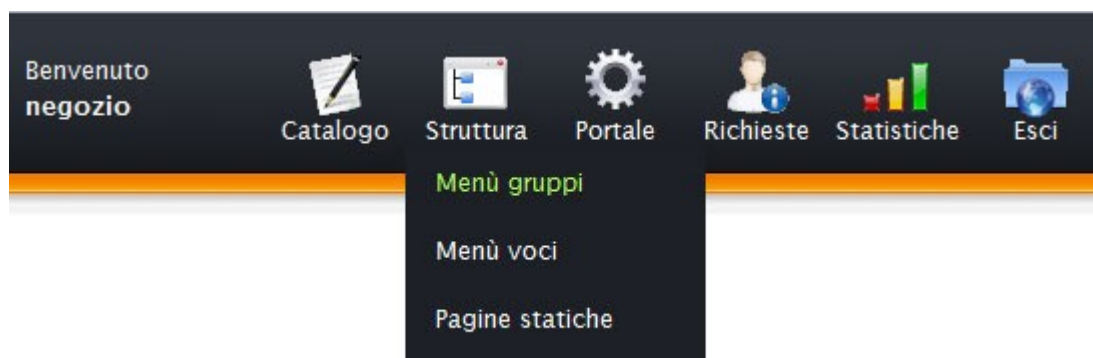 Benvenuto
negozio
Catalogo Struttura Portale Richieste Statistiche Esci
Menù gruppi
Menù voci
Pagine statiche